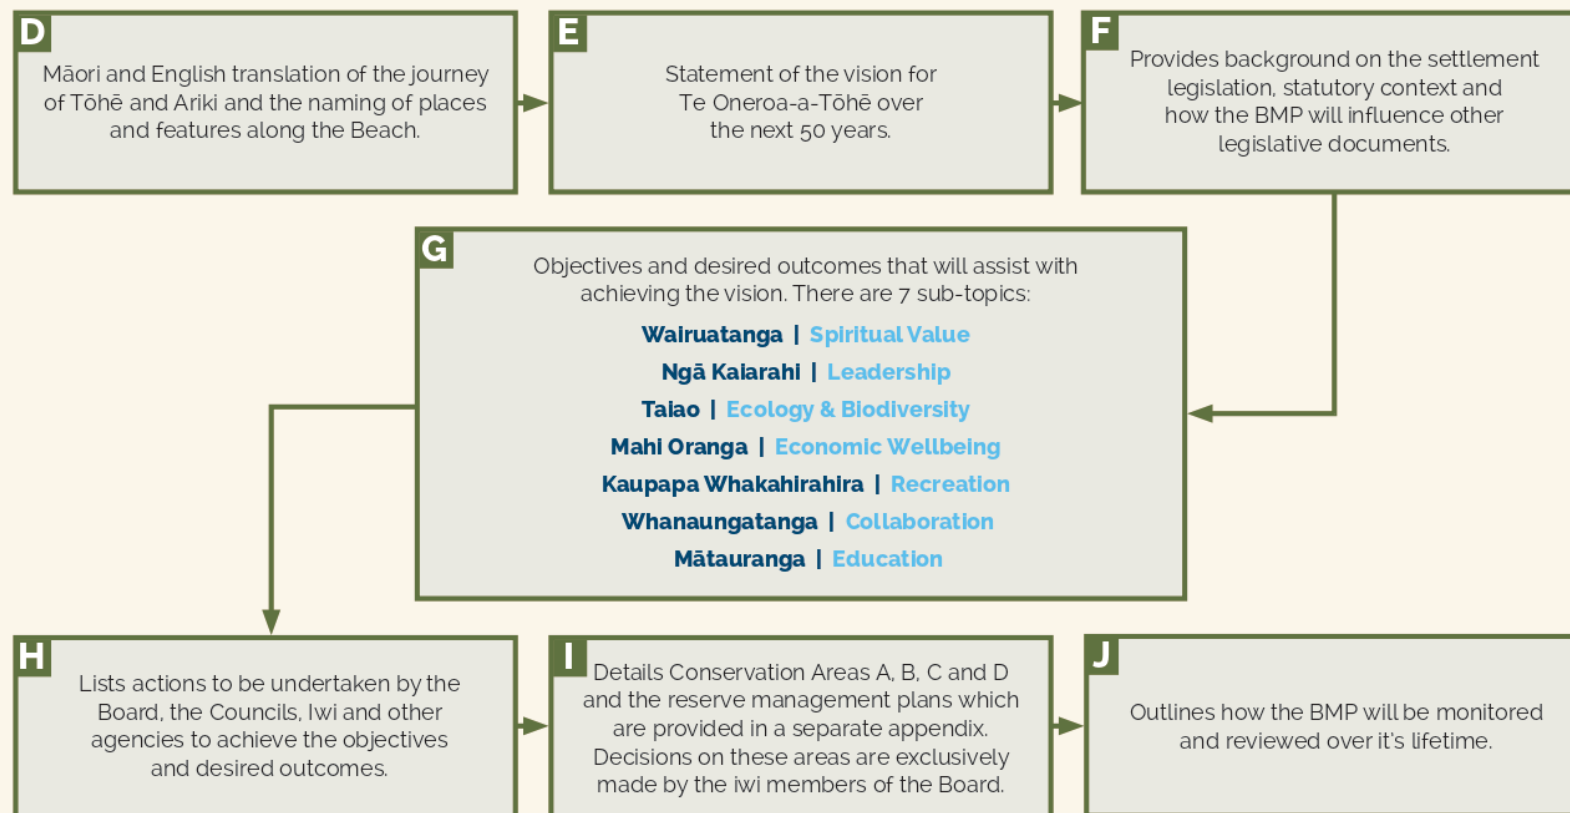 D
Māori and English translation of the journey
of Tōhē and Ariki and the naming of places
and features along the Beach.
E
Statement of the vision for
Te Oneroa-a-Tōhē over
the next 50 years.
F
Provides background on the settlement
legislation, statutory context and
how the BMP will influence other
legislative documents.
G
Objectives and desired outcomes that will assist with
achieving the vision. There are 7 sub-topics:
Wairuatanga | Spiritual Value
Ngā Kaiarahi | Leadership
Taiao | Ecology & Biodiversity
Mahi Oranga | Economic Wellbeing
Kaupapa Whakahirahira | Recreation
Whanaungatanga | Collaboration
Mātauranga | Education
H
Lists actions to be undertaken by the
Board, the Councils, Iwi and other
agencies to achieve the objectives
and desired outcomes.
I
Details Conservation Areas A, B, C and D
and the reserve management plans which
are provided in a separate appendix.
Decisions on these areas are exclusively
made by the iwi members of the Board.
J
Outlines how the BMP will be monitored
and reviewed over it's lifetime.